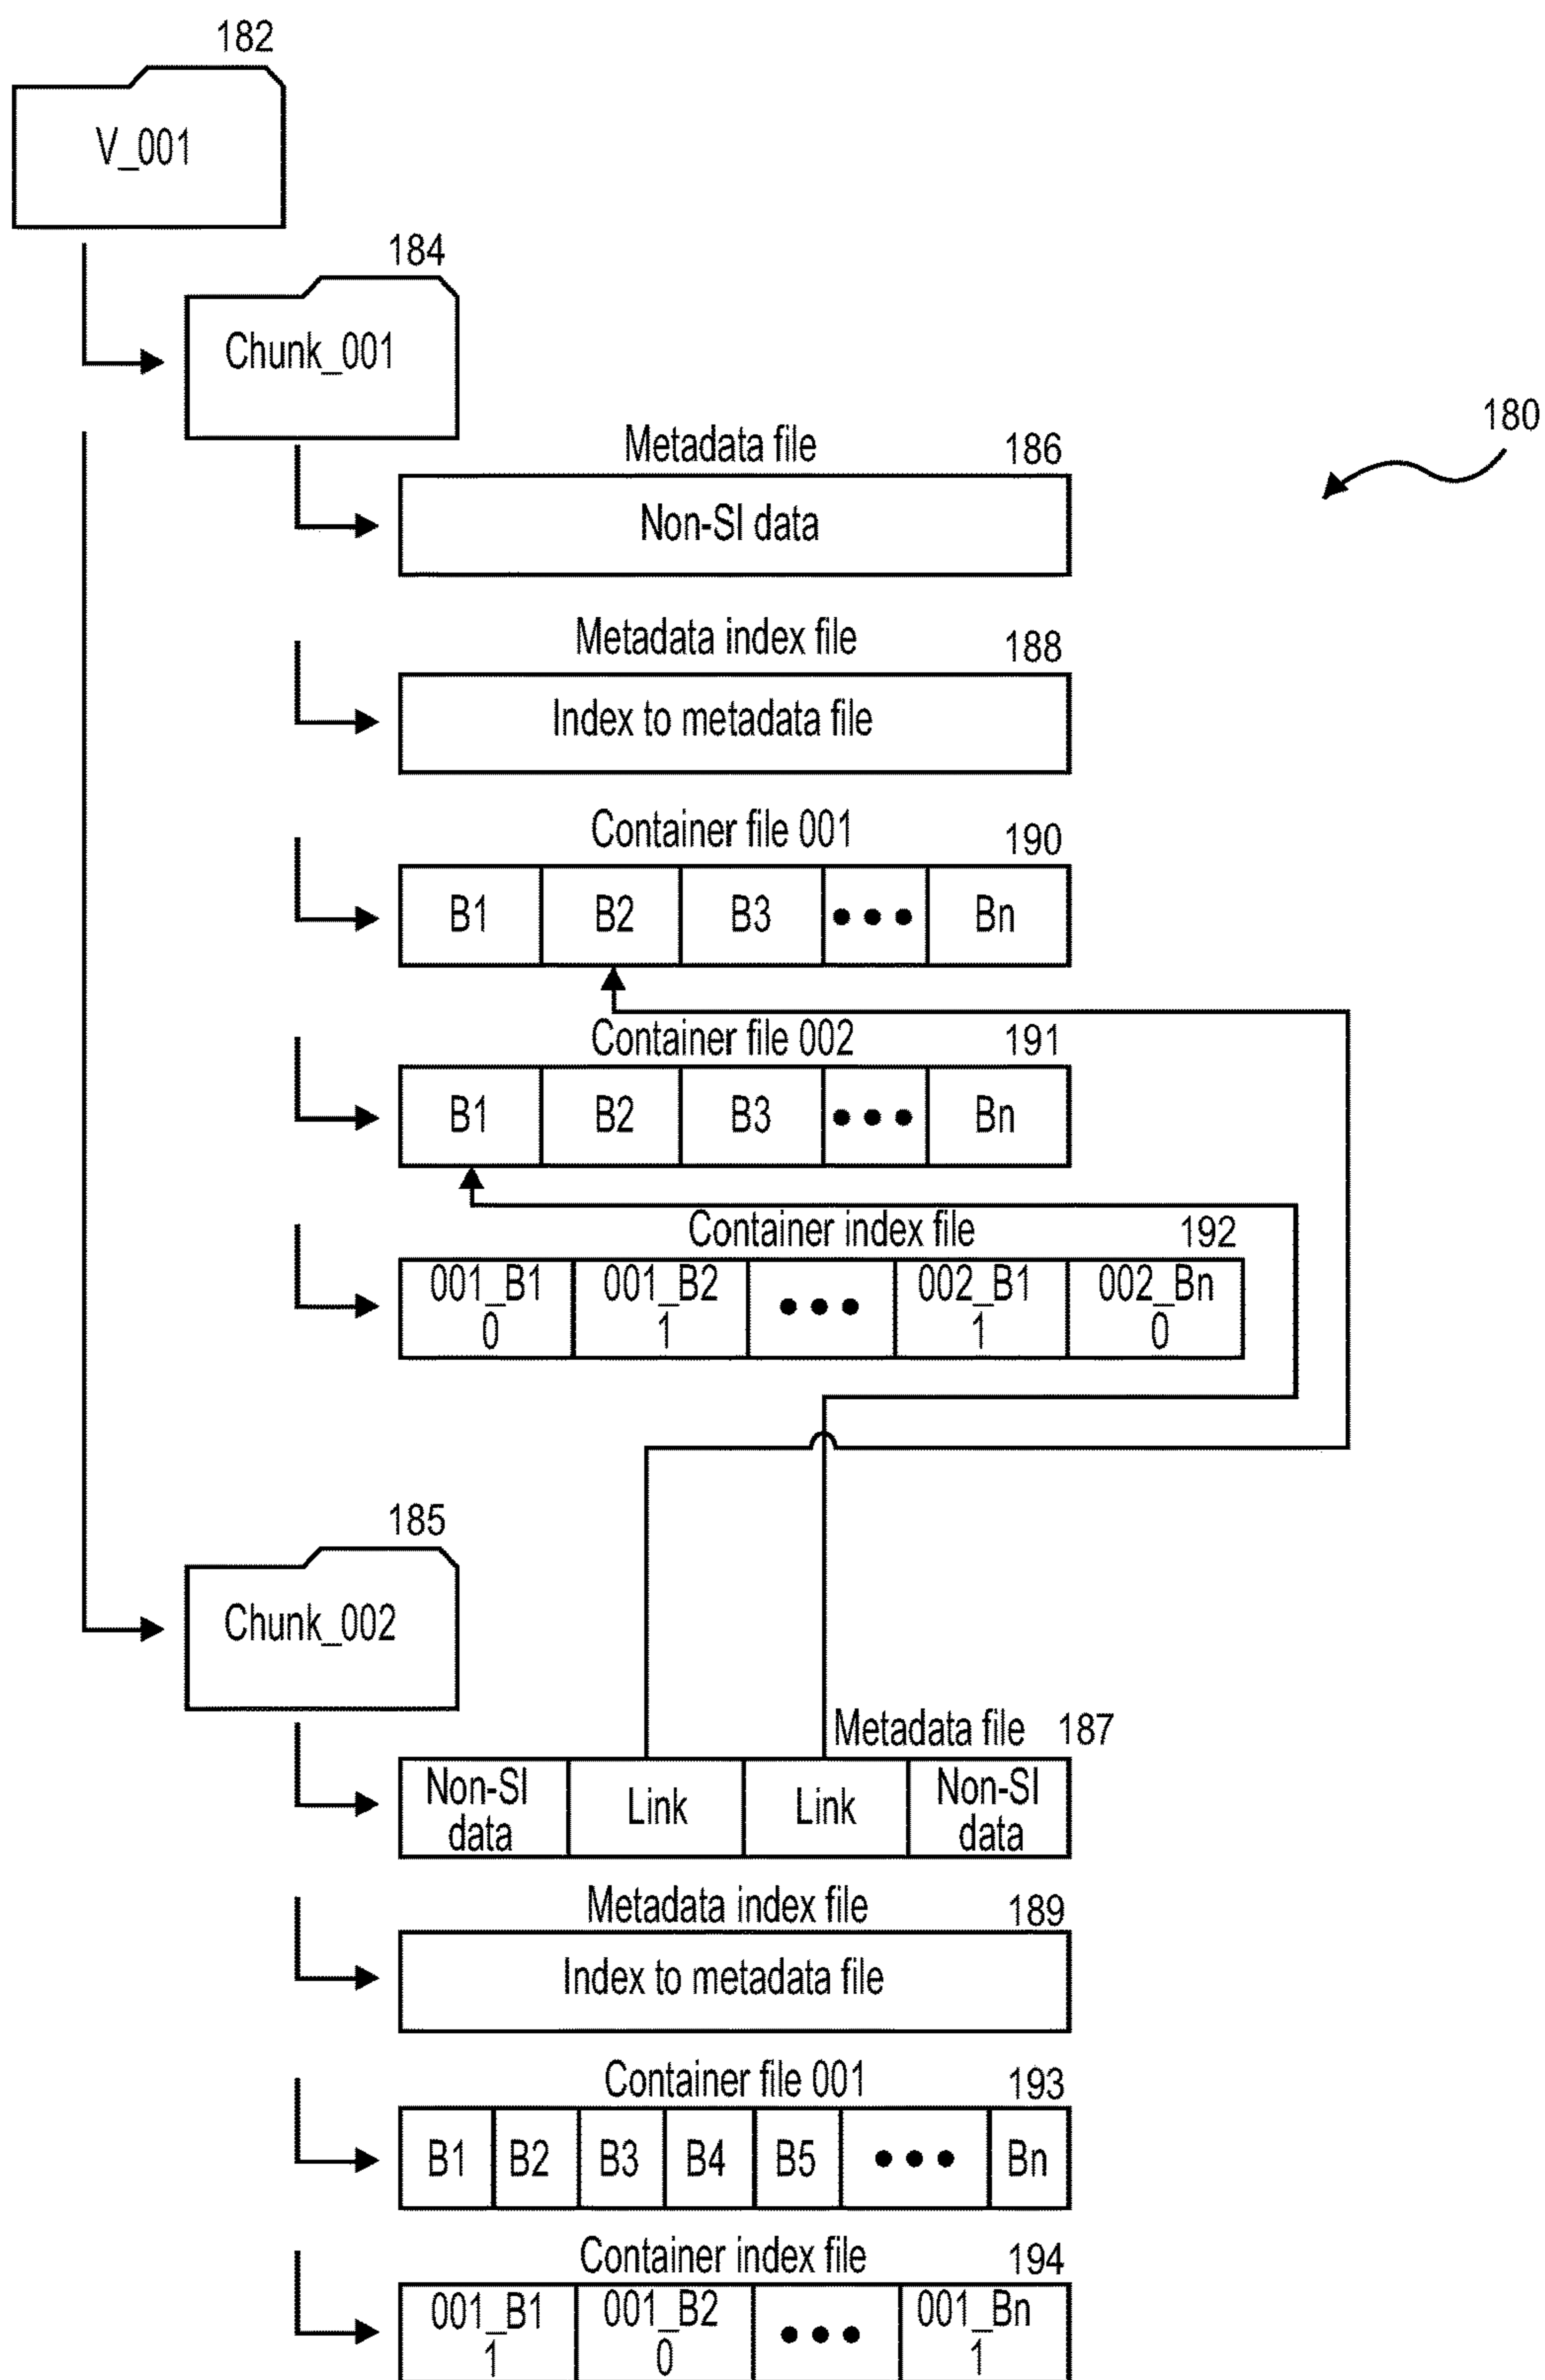 182
V_001
184
Chunk_001
180
Metadata file 186
Non-SI data
Metadata index file 188
Index to metadata file
Container file 001 190
B1 B2 B3 ••• Bn
Container file 002 191
B1 B2 B3 ••• Bn
Container index file 192
001_B1 001_B2 ••• 002_B1 002_Bn
0 1 1 0
185
Chunk_002
Metadata file 187
Non-SI Link Link Non-SI
data data
Metadata index file 189
Index to metadata file
Container file 001 193
B1 B2 B3 B4 B5 ••• Bn
Container index file 194
001_B1 001_B2 ••• 001_Bn
1 0 1